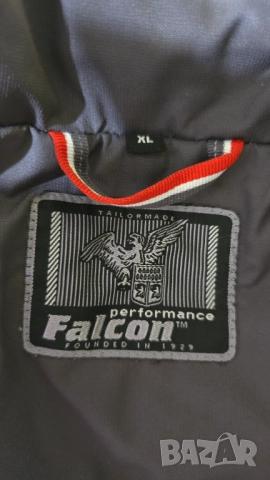 XL
TAILORMADE
performance
Falcon™
FOUNDED IN 1929
BAZAR